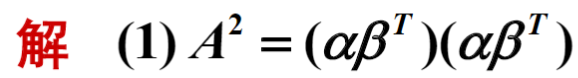 解 (1) A² = (αβᵀ)(αβᵀ)